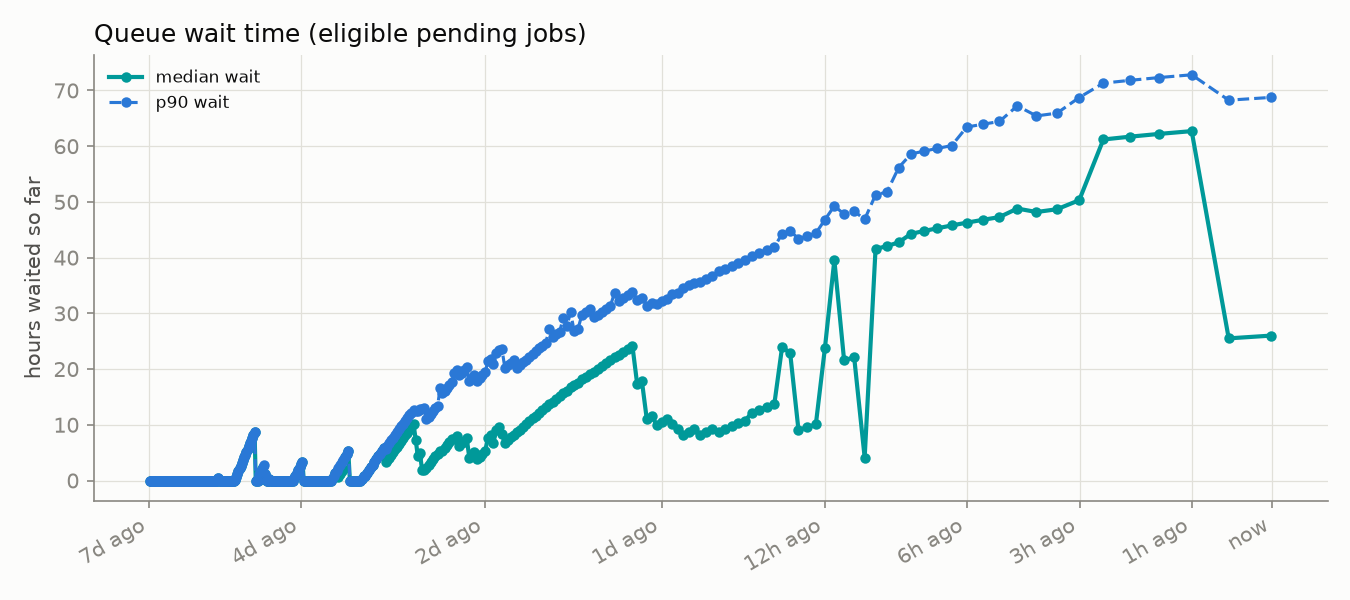 Queue wait time (eligible pending jobs)
median wait
p90 wait
hours waited so far
70
60
50
40
30
20
10
0
7d ago
4d ago
2d ago
1d ago
12h ago
6h ago
3h ago
1h ago
now